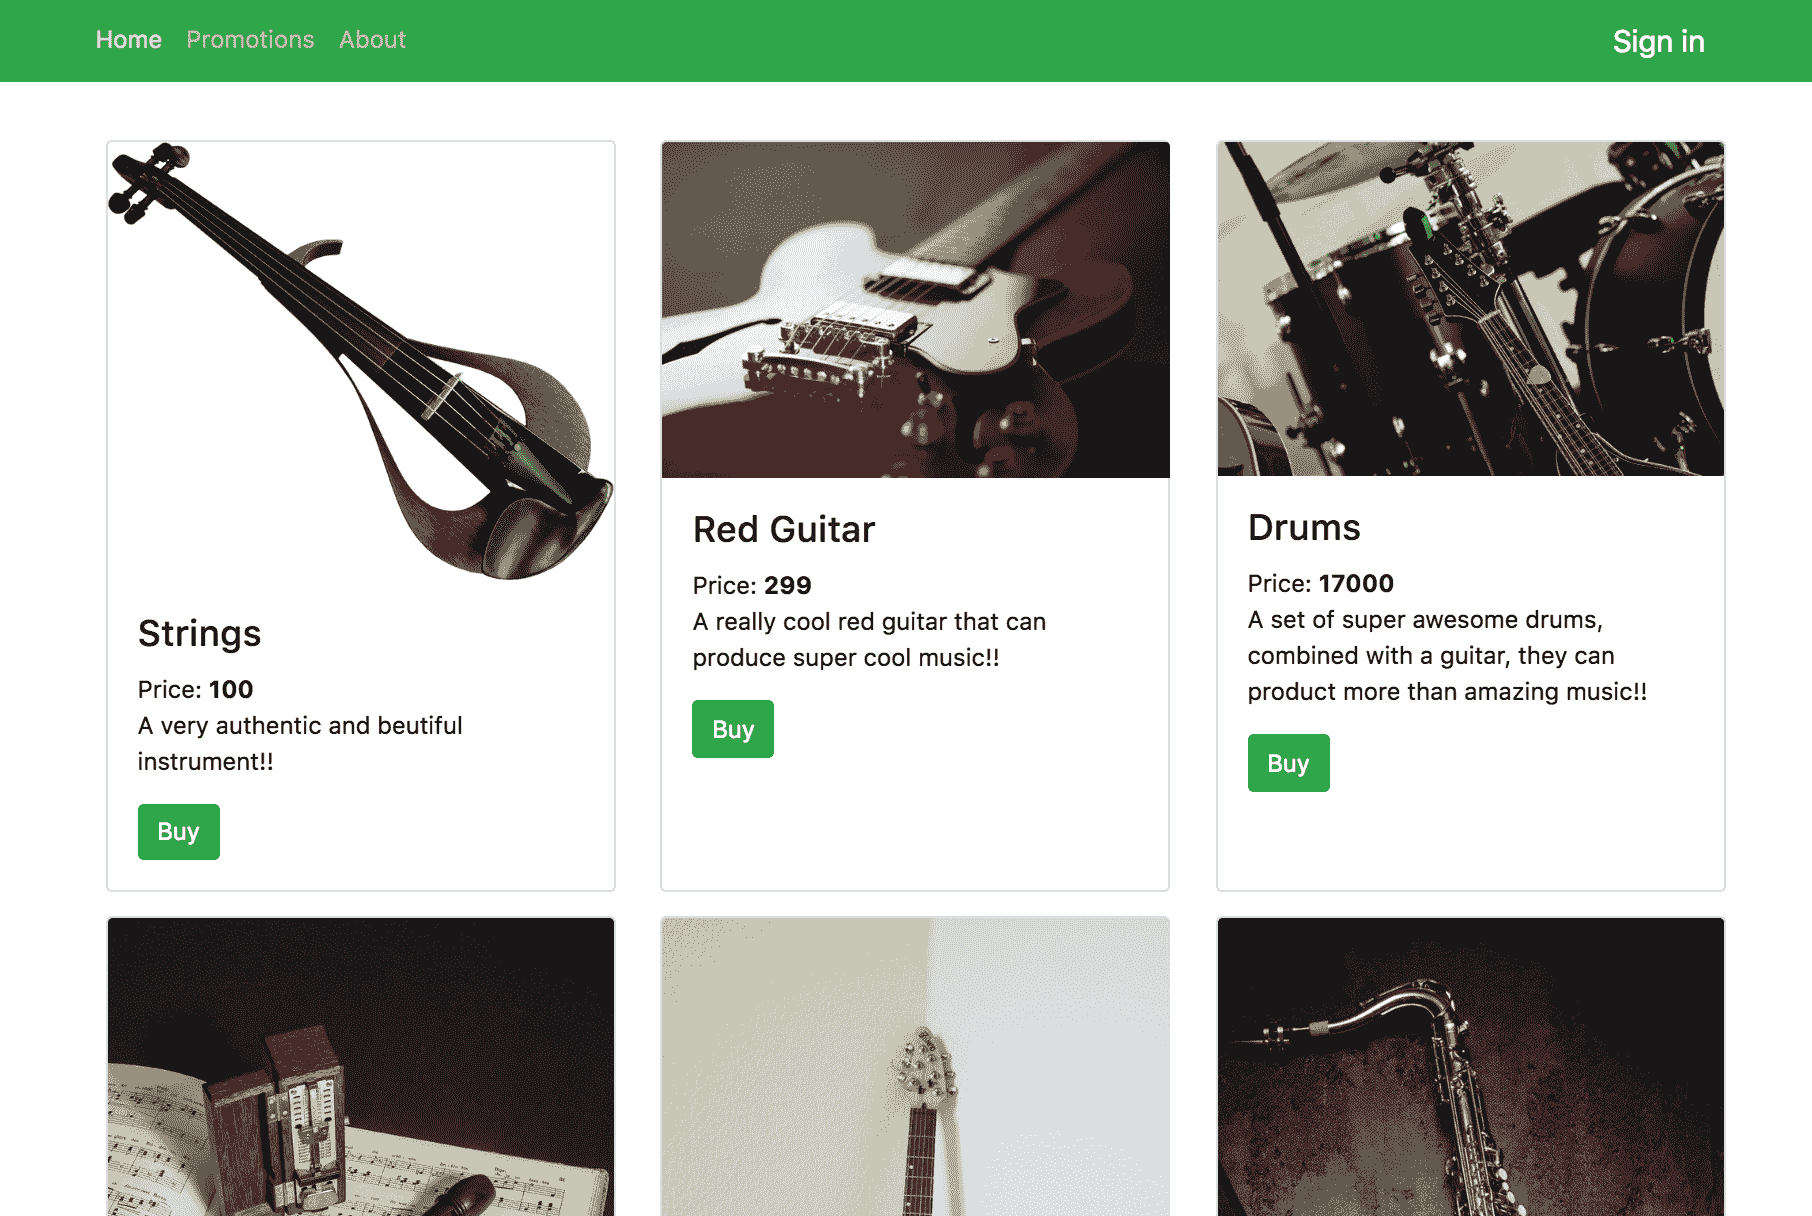 Home Promotions About Sign in
Strings
Price: 100
A very authentic and beutiful
instrument!!
Buy
Red Guitar
Price: 299
A really cool red guitar that can
produce super cool music!!
Buy
Drums
Price: 17000
A set of super awesome drums,
combined with a guitar, they can
product more than amazing music!!
Buy